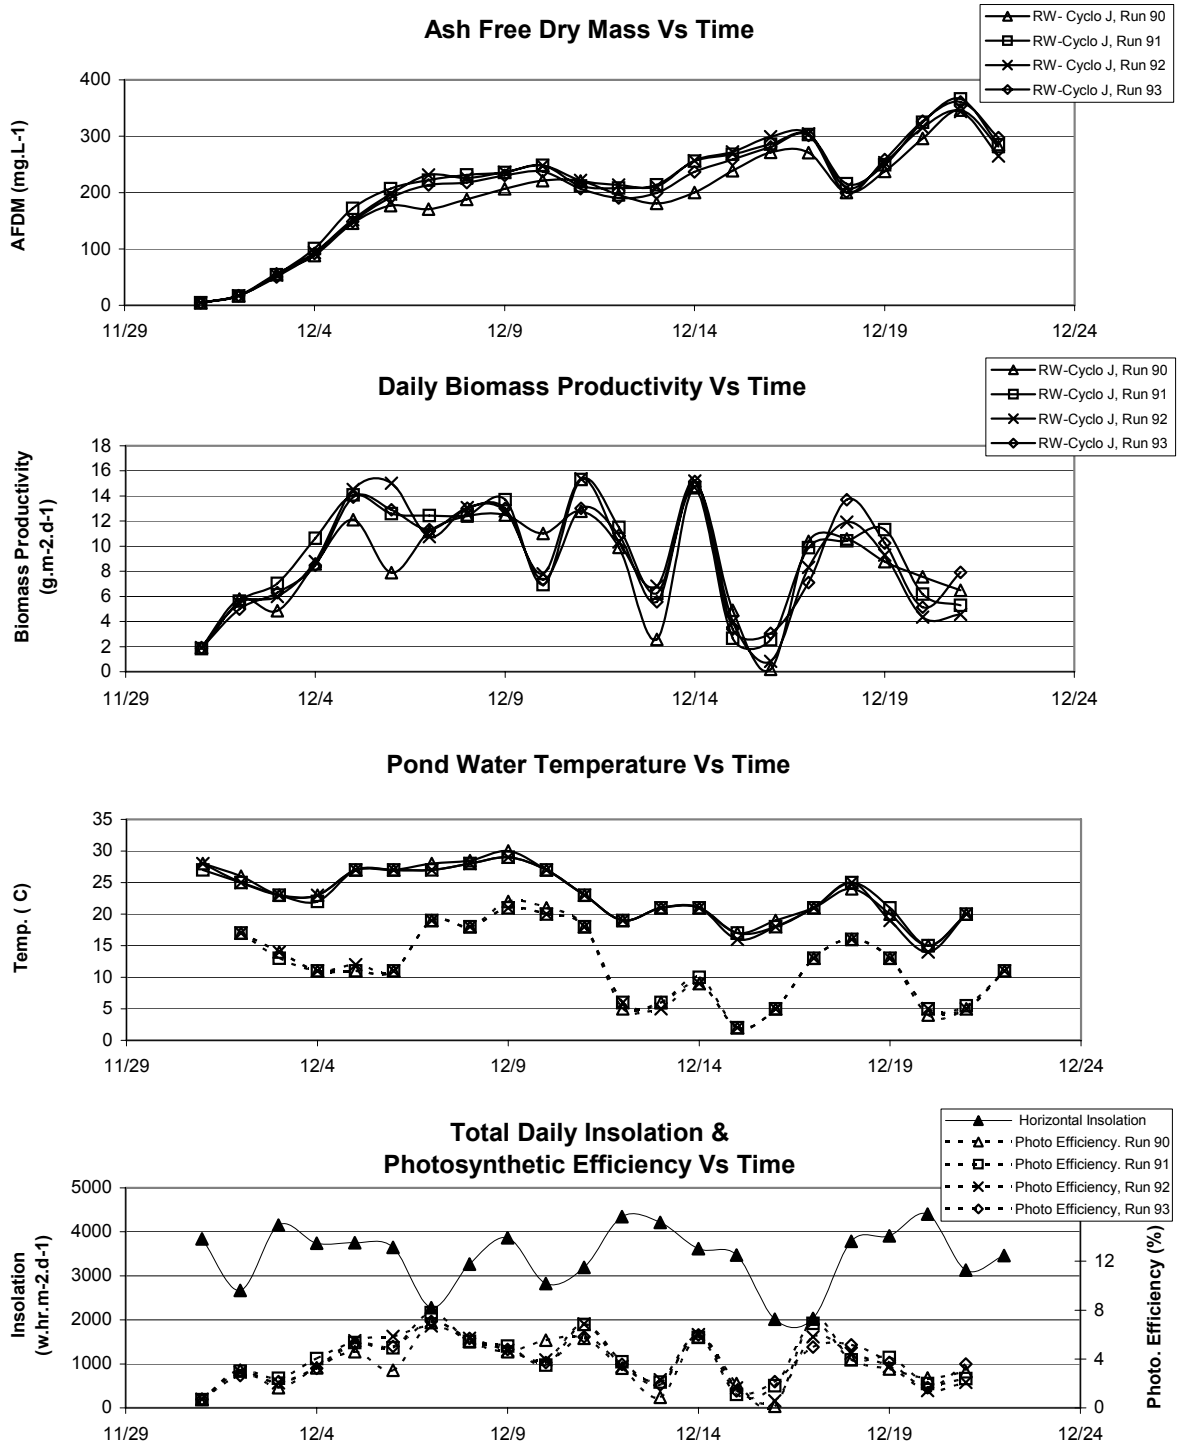 Ash Free Dry Mass Vs Time
RW- Cyclo J, Run 90
RW-Cyclo J, Run 91
RW- Cyclo J, Run 92
RW-Cyclo J, Run 93
AFDM (mg.L-1)
400
300
200
100
0
11/29 12/4 12/9 12/14 12/19 12/24
Daily Biomass Productivity Vs Time
RW-Cyclo J, Run 90
RW-Cyclo J, Run 91
RW-Cyclo J, Run 92
RW-Cyclo J, Run 93
Biomass Productivity
(g.m-2.d-1)
18
16
14
12
10
8
6
4
2
0
11/29 12/4 12/9 12/14 12/19 12/24
Pond Water Temperature Vs Time
Temp. ( C)
35
30
25
20
15
10
5
0
11/29 12/4 12/9 12/14 12/19 12/24
Total Daily Insolation &
Photosynthetic Efficiency Vs Time
Horizontal Insolation
Photo Efficiency. Run 90
Photo Efficiency, Run 91
Photo Efficiency, Run 92
Photo Efficiency, Run 93
Insolation
(w.hr.m-2.d-1)
5000
4000
3000
2000
1000
0
12
8
4
0
Photo. Efficiency (%)
11/29 12/4 12/9 12/14 12/19 12/24